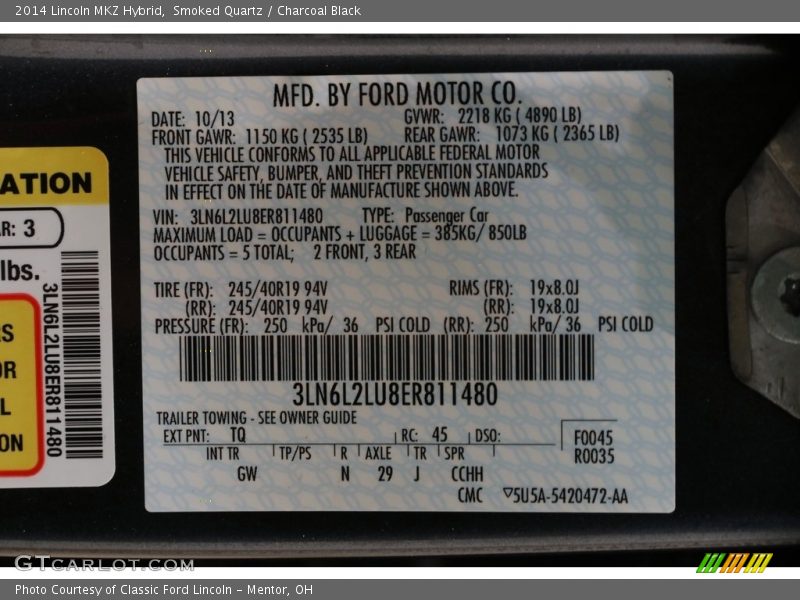 2014 Lincoln MKZ Hybrid, Smoked Quartz / Charcoal Black
MFD. BY FORD MOTOR CO.
DATE: 10/13 GVWR: 2218 KG ( 4890 LB)
FRONT GAWR: 1150 KG ( 2535 LB) REAR GAWR: 1073 KG ( 2365 LB)
THIS VEHICLE CONFORMS TO ALL APPLICABLE FEDERAL MOTOR
VEHICLE SAFETY, BUMPER, AND THEFT PREVENTION STANDARDS
IN EFFECT ON THE DATE OF MANUFACTURE SHOWN ABOVE.
VIN: 3LN6L2LU8ER811480 TYPE: Passenger Car
MAXIMUM LOAD = OCCUPANTS + LUGGAGE = 385KG/ 850LB
OCCUPANTS = 5 TOTAL; 2 FRONT, 3 REAR
TIRE (FR): 245/40R19 94V RIMS (FR): 19x8.0J
(RR): 245/40R19 94V (RR): 19x8.0J
PRESSURE (FR): 250 kPa/ 36 PSI COLD (RR): 250 kPa/ 36 PSI COLD
3LN6L2LU8ER811480
TRAILER TOWING - SEE OWNER GUIDE
EXT PNT: TQ RC: 45 DSO: F0045
R0035
INT TR TP/PS R AXLE TR SPR
GW N 29 J CCHH
CMC ▽5U5A-5420472-AA
ATION
AR: 3
lbs.
3LN6L2LU8ER811480
RS
OR
L
ON
GTCARLOT.COM
Photo Courtesy of Classic Ford Lincoln – Mentor, OH